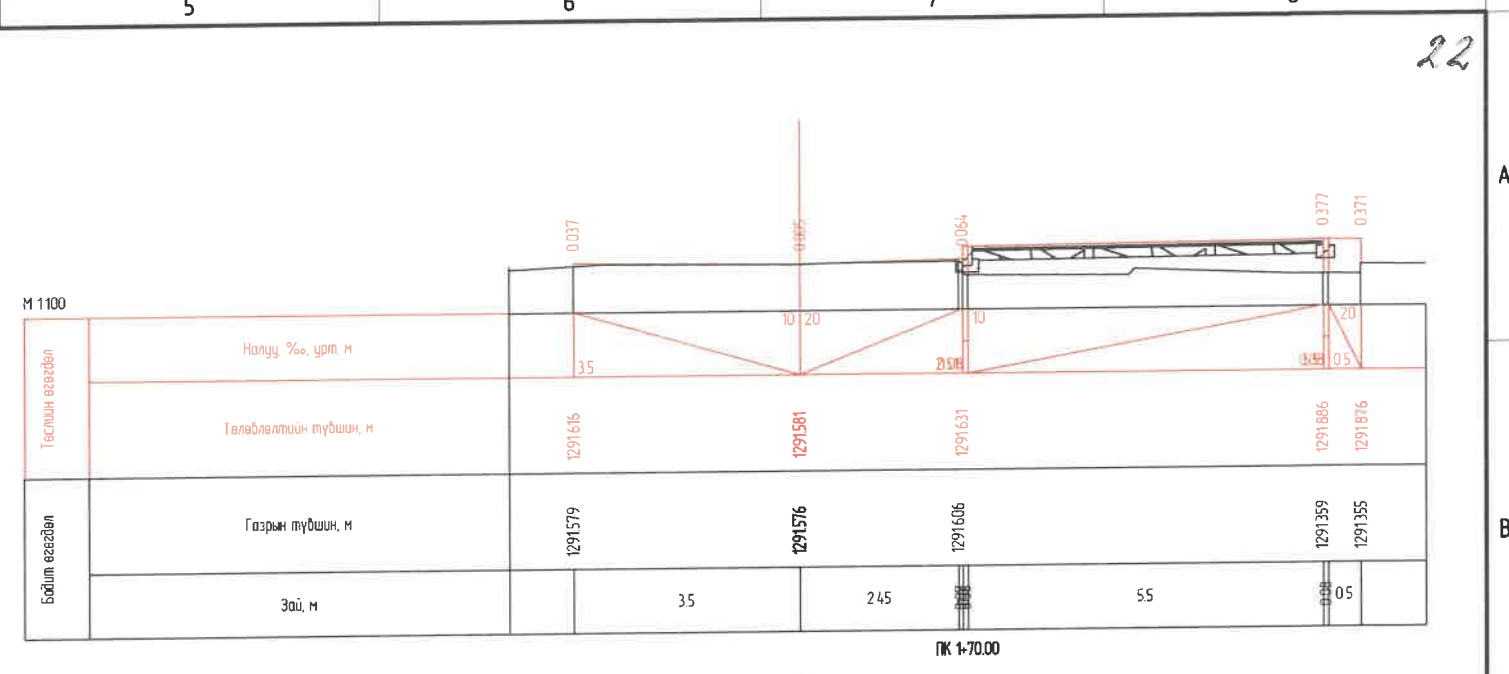 5 6 7
22
A
0.037 0.005 0.064 0.377 0.371
М 1:100
Төслийн өгөгдөл
Налуу, ‰, урт, м
10 20 10 20
3.5 0.5
Төлөвлөлтийн түвшин, м
1291.616 1291.581 1291.631 1291.886 1291.876
Бодит өгөгдөл
Газрын түвшин, м
1291.579 1291.576 1291.606 1291.359 1291.355
B
Зай, м
3.5 2.45 5.5 0.5
ПК 1+70.00